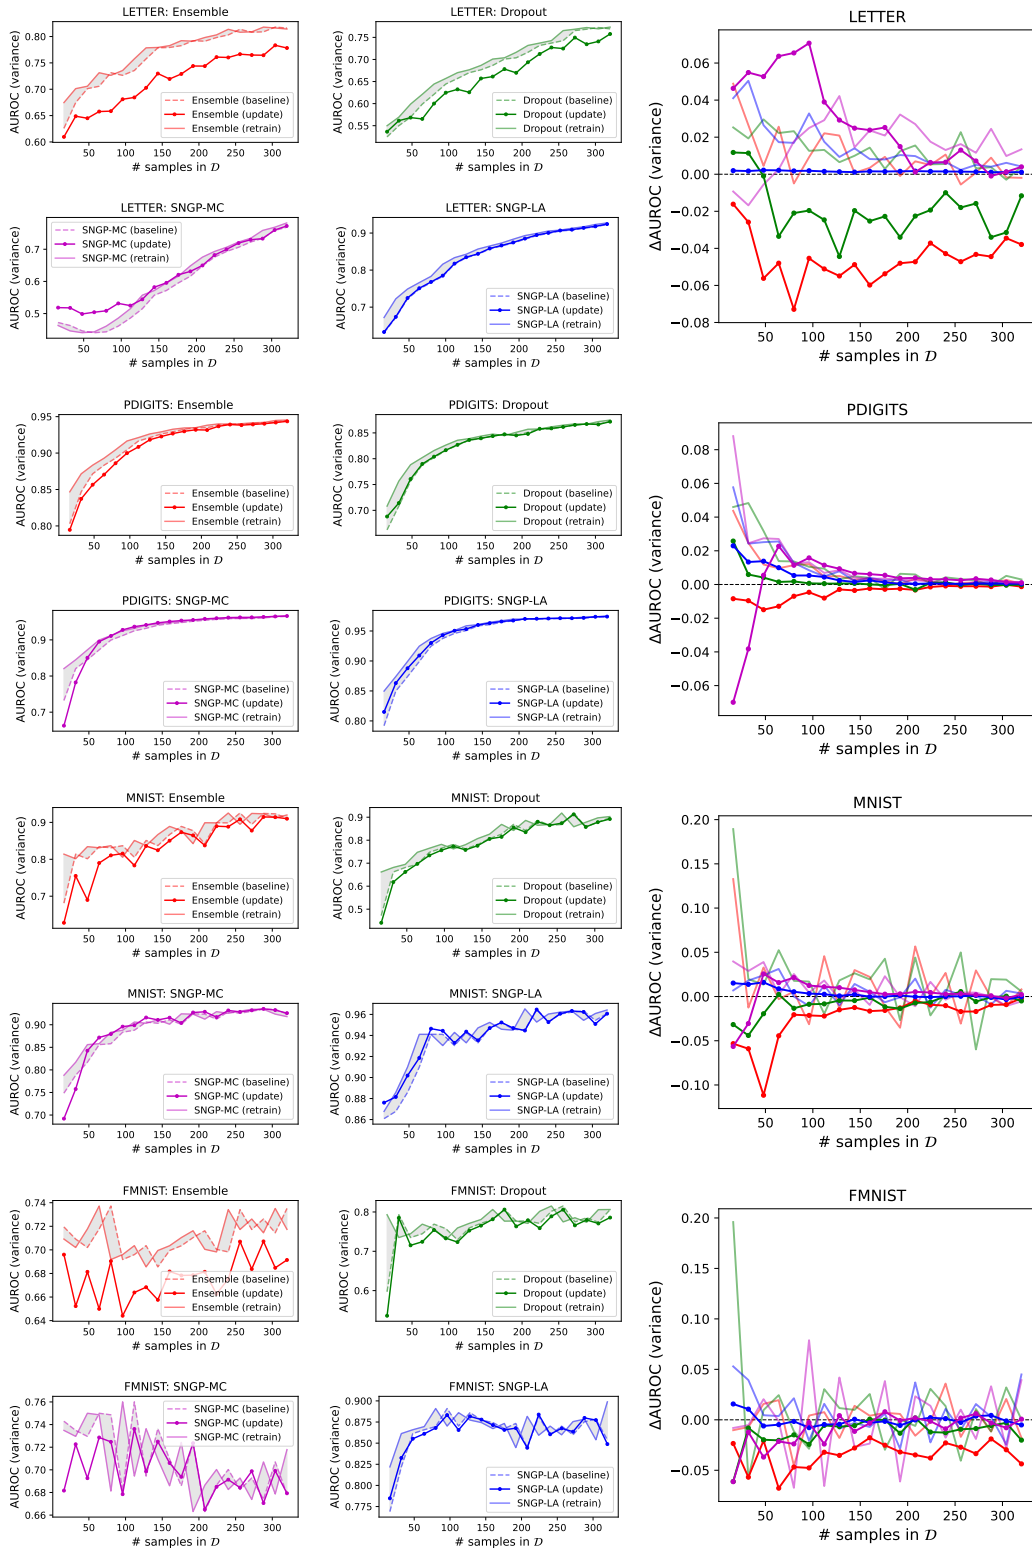 LETTER: Ensemble
AUROC (variance)
0.80
0.75
0.70
0.65
0.60
50 100 150 200 250 300
# samples in 𝒟
Ensemble (baseline)
Ensemble (update)
Ensemble (retrain)
LETTER: Dropout
AUROC (variance)
0.75
0.70
0.65
0.60
0.55
50 100 150 200 250 300
# samples in 𝒟
Dropout (baseline)
Dropout (update)
Dropout (retrain)
LETTER
ΔAUROC (variance)
0.06
0.04
0.02
0.00
−0.02
−0.04
−0.06
−0.08
50 100 150 200 250 300
# samples in 𝒟
LETTER: SNGP-MC
AUROC (variance)
0.7
0.6
0.5
50 100 150 200 250 300
# samples in 𝒟
SNGP-MC (baseline)
SNGP-MC (update)
SNGP-MC (retrain)
LETTER: SNGP-LA
AUROC (variance)
0.9
0.8
0.7
50 100 150 200 250 300
# samples in 𝒟
SNGP-LA (baseline)
SNGP-LA (update)
SNGP-LA (retrain)
PDIGITS: Ensemble
AUROC (variance)
0.95
0.90
0.85
0.80
50 100 150 200 250 300
# samples in 𝒟
Ensemble (baseline)
Ensemble (update)
Ensemble (retrain)
PDIGITS: Dropout
AUROC (variance)
0.85
0.80
0.75
0.70
50 100 150 200 250 300
# samples in 𝒟
Dropout (baseline)
Dropout (update)
Dropout (retrain)
PDIGITS
ΔAUROC (variance)
0.08
0.06
0.04
0.02
0.00
−0.02
−0.04
−0.06
50 100 150 200 250 300
# samples in 𝒟
PDIGITS: SNGP-MC
AUROC (variance)
0.9
0.8
0.7
50 100 150 200 250 300
# samples in 𝒟
SNGP-MC (baseline)
SNGP-MC (update)
SNGP-MC (retrain)
PDIGITS: SNGP-LA
AUROC (variance)
0.95
0.90
0.85
0.80
50 100 150 200 250 300
# samples in 𝒟
SNGP-LA (baseline)
SNGP-LA (update)
SNGP-LA (retrain)
MNIST: Ensemble
AUROC (variance)
0.9
0.8
0.7
50 100 150 200 250 300
# samples in 𝒟
Ensemble (baseline)
Ensemble (update)
Ensemble (retrain)
MNIST: Dropout
AUROC (variance)
0.9
0.8
0.7
0.6
0.5
50 100 150 200 250 300
# samples in 𝒟
Dropout (baseline)
Dropout (update)
Dropout (retrain)
MNIST
ΔAUROC (variance)
0.20
0.15
0.10
0.05
0.00
−0.05
−0.10
50 100 150 200 250 300
# samples in 𝒟
MNIST: SNGP-MC
AUROC (variance)
0.90
0.85
0.80
0.75
0.70
50 100 150 200 250 300
# samples in 𝒟
SNGP-MC (baseline)
SNGP-MC (update)
SNGP-MC (retrain)
MNIST: SNGP-LA
AUROC (variance)
0.96
0.94
0.92
0.90
0.88
0.86
50 100 150 200 250 300
# samples in 𝒟
SNGP-LA (baseline)
SNGP-LA (update)
SNGP-LA (retrain)
FMNIST: Ensemble
AUROC (variance)
0.74
0.72
0.70
0.68
0.66
0.64
50 100 150 200 250 300
# samples in 𝒟
Ensemble (baseline)
Ensemble (update)
Ensemble (retrain)
FMNIST: Dropout
AUROC (variance)
0.8
0.7
0.6
50 100 150 200 250 300
# samples in 𝒟
Dropout (baseline)
Dropout (update)
Dropout (retrain)
FMNIST
ΔAUROC (variance)
0.20
0.15
0.10
0.05
0.00
−0.05
50 100 150 200 250 300
# samples in 𝒟
FMNIST: SNGP-MC
AUROC (variance)
0.76
0.74
0.72
0.70
0.68
0.66
50 100 150 200 250 300
# samples in 𝒟
SNGP-MC (baseline)
SNGP-MC (update)
SNGP-MC (retrain)
FMNIST: SNGP-LA
AUROC (variance)
0.900
0.875
0.850
0.825
0.800
0.775
50 100 150 200 250 300
# samples in 𝒟
SNGP-LA (baseline)
SNGP-LA (update)
SNGP-LA (retrain)